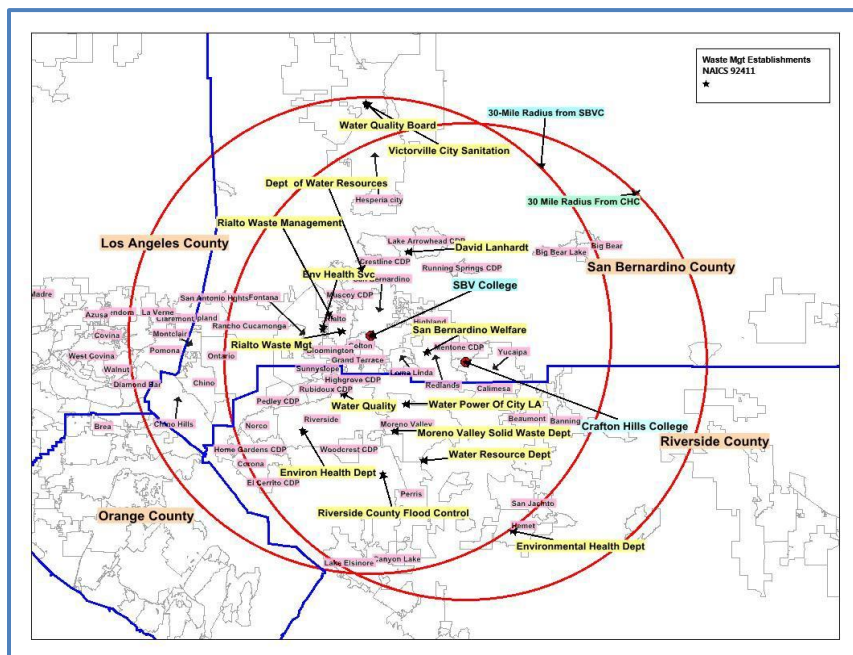 Waste Mgt Establishments
NAICS 92411
30-Mile Radius from SBVC
Water Quality Board
Victorville City Sanitation
Dept of Water Resources
30 Mile Radius From CHC
Hesperia city
Rialto Waste Management
Los Angeles County
Lake Arrowhead CDP
David Lanhardt
Big Bear
Big Bear Lake
Crestline CDP
San Bernardino County
Running Springs CDP
Env Health Svc
Muscoy CDP
SBV College
Madre
San Antonio Hghts
Fontana
La Verne
Azusa
Claremont
Rialto
Highland
Rancho Cucamonga
San Bernardino Welfare
Covina
Montclair
Rialto Waste Mgt
Colton
Mentone CDP
Yucaipa
Pomona
Bloomington
West Covina
Ontario
Grand Terrace
Walnut
Sunnyslope
Loma Linda
Redlands
Diamond Bar
Chino
Highgrove CDP
Calimesa
Rubidoux CDP
Pedley CDP
Water Quality
Water Power Of City LA
Beaumont
Banning
Chino Hills
Brea
Norco
Riverside
Moreno Valley
Crafton Hills College
Moreno Valley Solid Waste Dept
Riverside County
Home Gardens CDP
Woodcrest CDP
Water Resource Dept
Corona
Environ Health Dept
El Cerrito CDP
Perris
San Jacinto
Orange County
Riverside County Flood Control
Hemet
Environmental Health Dept
Lake Elsinore
Canyon Lake